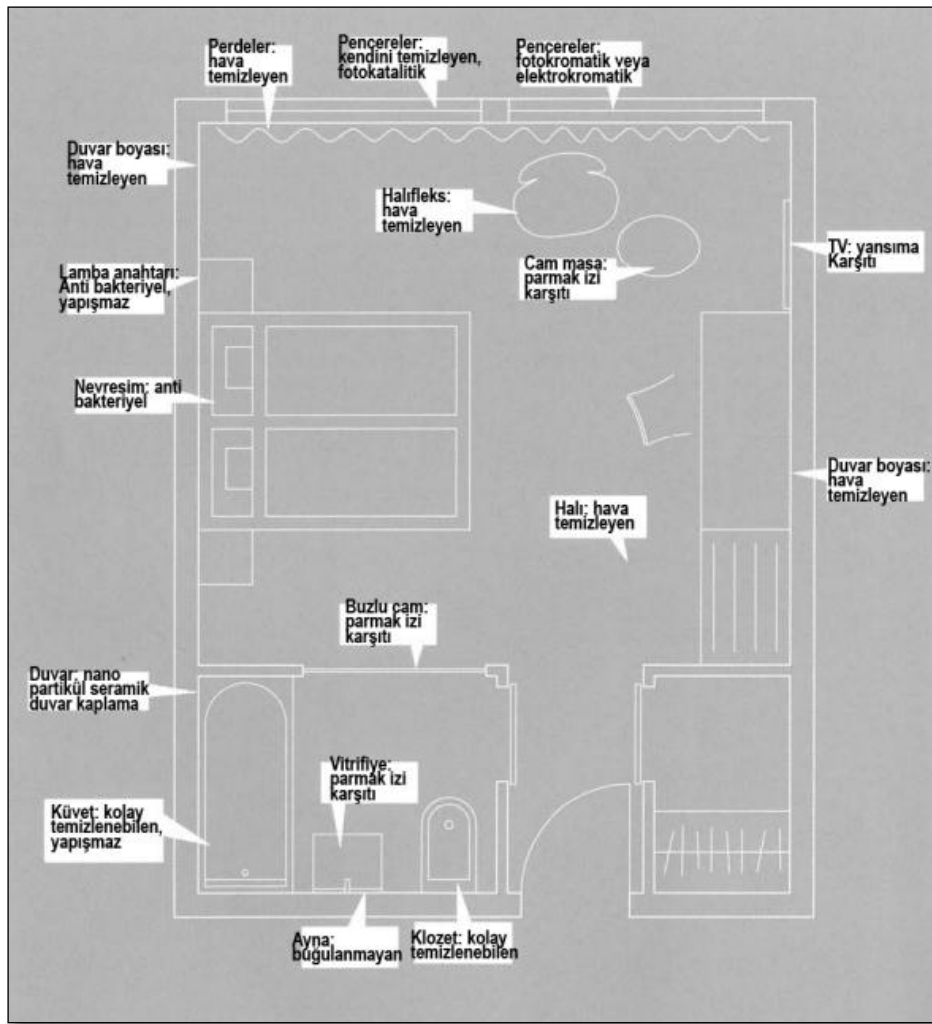 Perdeler:
hava
temizleyen
Pençereler:
kendini temizleyen,
fotokatalitik
Pençereler:
fotokromatik veya
elektrokromatik
Duvar boyası:
hava
temizleyen
Halıfleks:
hava
temizleyen
TV: yansıma
Karşıtı
Lamba anahtarı:
Anti bakteriyel,
yapışmaz
Cam masa:
parmak izi
karşıtı
Nevresim: anti
bakteriyel
Duvar boyası:
hava
temizleyen
Halı: hava
temizleyen
Buzlu cam:
parmak izi
karşıtı
Duvar: nano
partikül seramik
duvar kaplama
Vitrifiye:
parmak izi
karşıtı
Küvet: kolay
temizlenebilen,
yapışmaz
Ayna:
buğulanmayan
Klozet: kolay
temizlenebilen